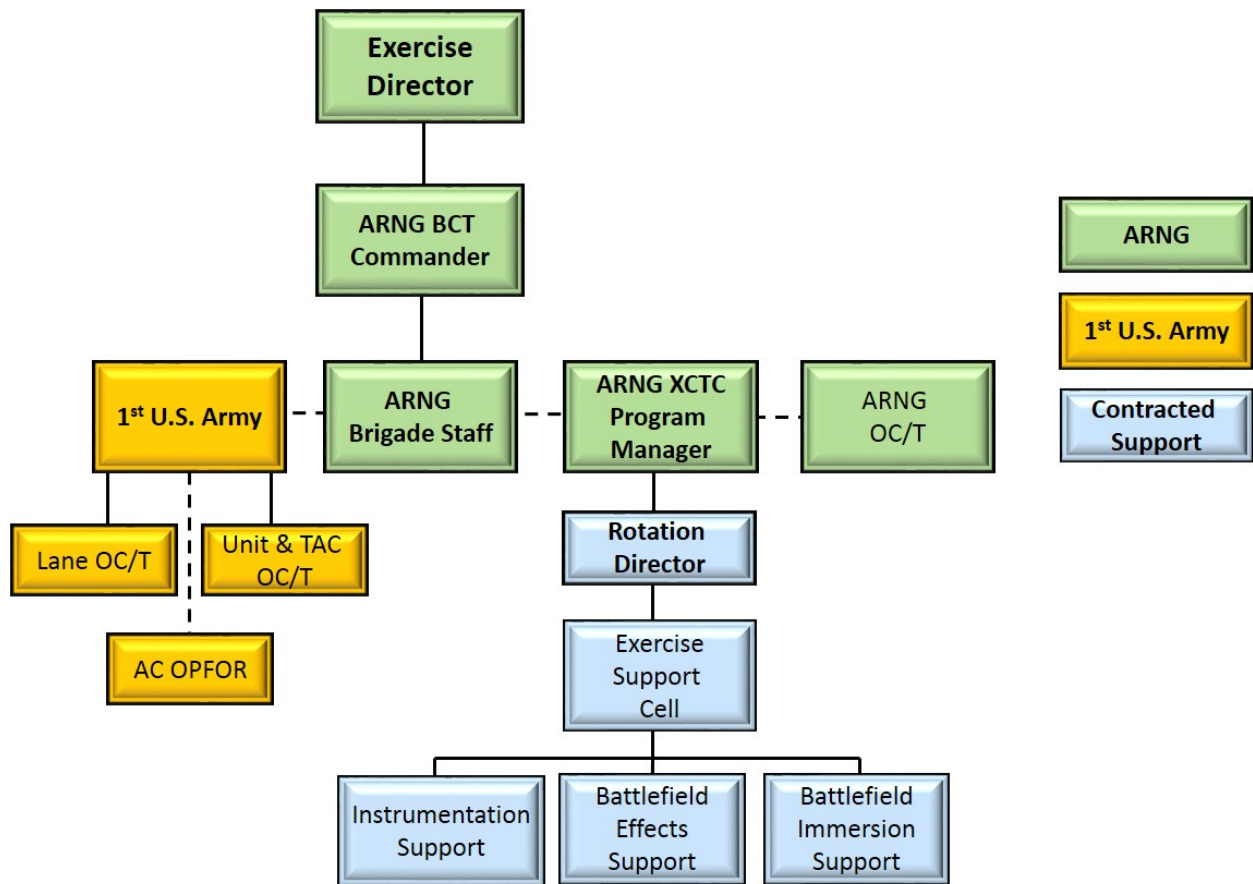 Exercise
Director
ARNG BCT
Commander
ARNG
1st U.S. Army
Contracted
Support
1st U.S. Army
ARNG
Brigade Staff
ARNG XCTC
Program
Manager
ARNG
OC/T
Lane OC/T
Unit & TAC
OC/T
AC OPFOR
Rotation
Director
Exercise
Support
Cell
Instrumentation
Support
Battlefield
Effects
Support
Battlefield
Immersion
Support